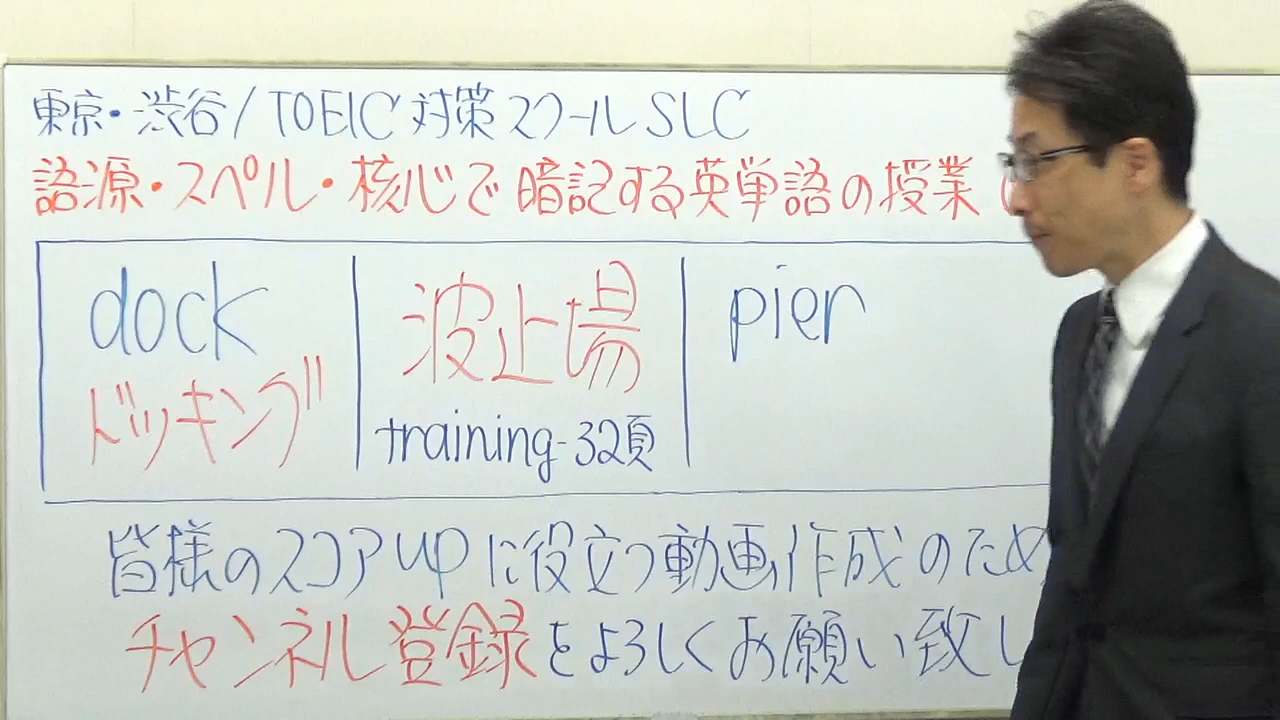 東京・渋谷/TOEIC対策スクールSLC
語源・スペル・核心で暗記する英単語の授業
dock
ドッキング
波止場
training-32頁
pier
皆様のスコアUPに役立つ動画作成のため
チャンネル登録をよろしくお願い致し